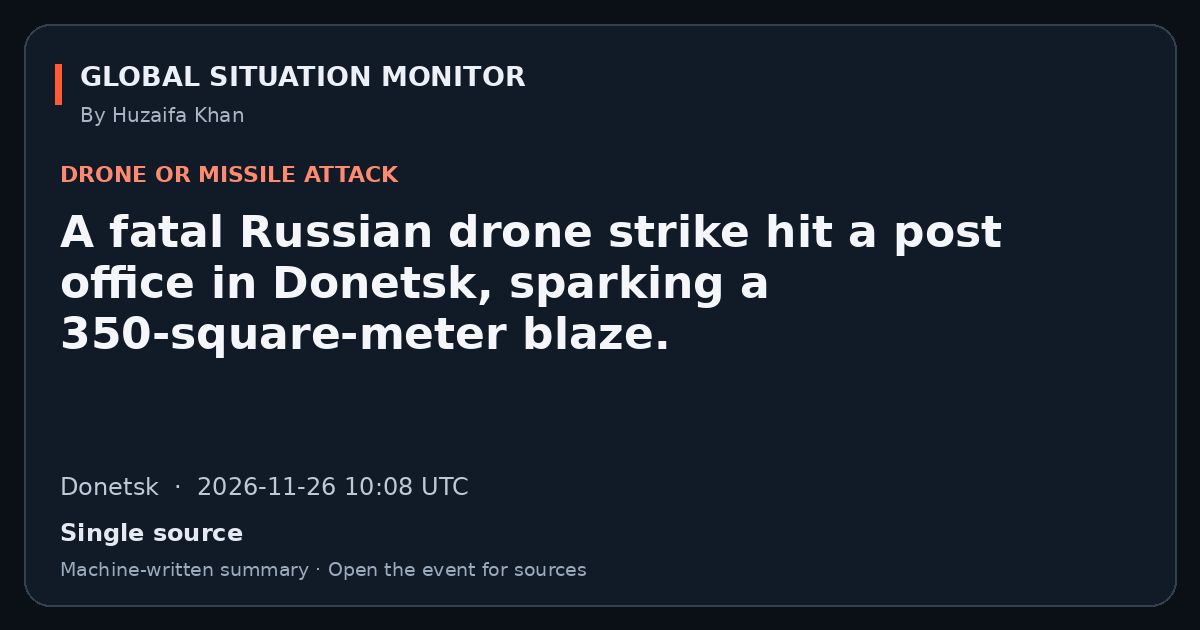 GLOBAL SITUATION MONITOR
By Huzaifa Khan
DRONE OR MISSILE ATTACK
A fatal Russian drone strike hit a post
office in Donetsk, sparking a
350-square-meter blaze.
Donetsk · 2026-11-26 10:08 UTC
Single source
Machine-written summary · Open the event for sources